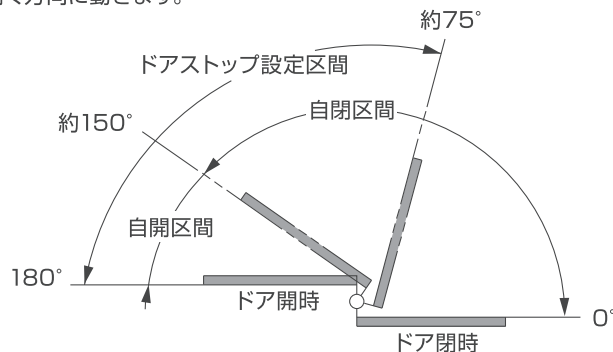 方向に動きます。
約75°
ドアストップ設定区間
自閉区間
約150°
自開区間
180°
ドア開時
0°
ドア閉時